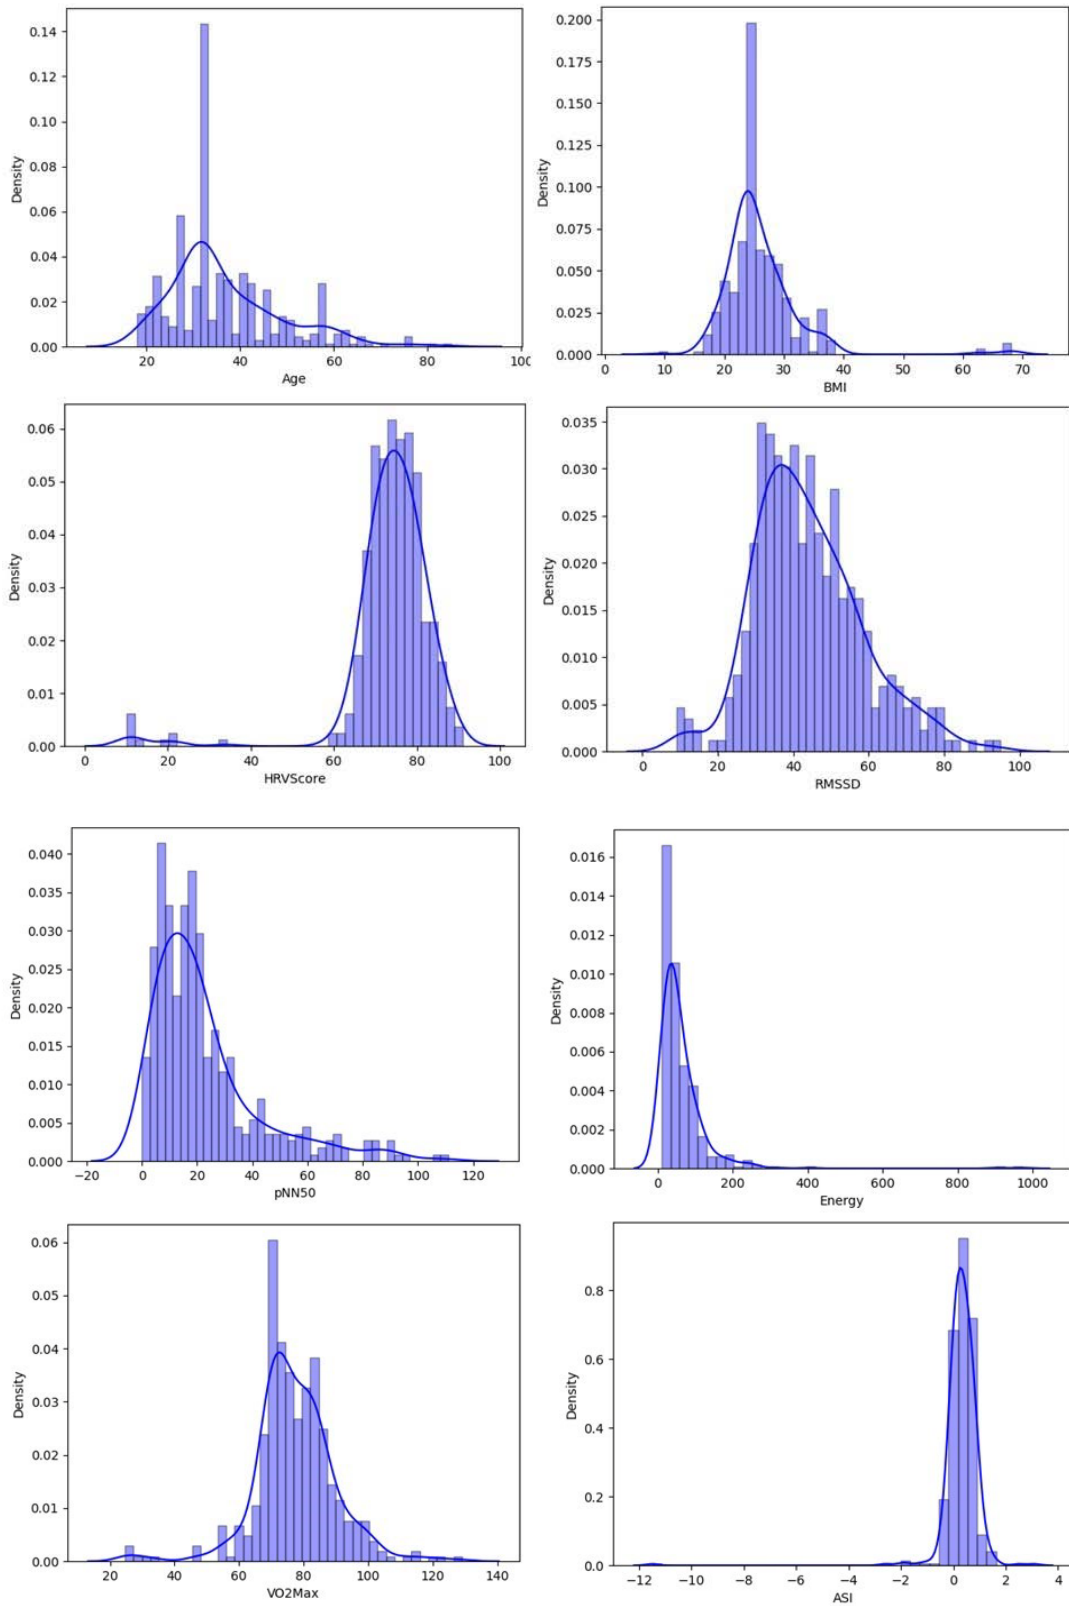 0.14
0.12
0.10
0.08
0.06
0.04
0.02
0.00
Density
20 40 60 80 100
Age
0.200
0.175
0.150
0.125
0.100
0.075
0.050
0.025
0.000
Density
0 10 20 30 40 50 60 70
BMI
0.06
0.05
0.04
0.03
0.02
0.01
0.00
Density
0 20 40 60 80 100
HRVScore
0.035
0.030
0.025
0.020
0.015
0.010
0.005
0.000
Density
0 20 40 60 80 100
RMSSD
0.040
0.035
0.030
0.025
0.020
0.015
0.010
0.005
0.000
Density
−20 0 20 40 60 80 100 120
pNN50
0.016
0.014
0.012
0.010
0.008
0.006
0.004
0.002
0.000
Density
0 200 400 600 800 1000
Energy
0.06
0.05
0.04
0.03
0.02
0.01
0.00
Density
20 40 60 80 100 120 140
VO2Max
0.8
0.6
0.4
0.2
0.0
Density
−12 −10 −8 −6 −4 −2 0 2 4
ASI